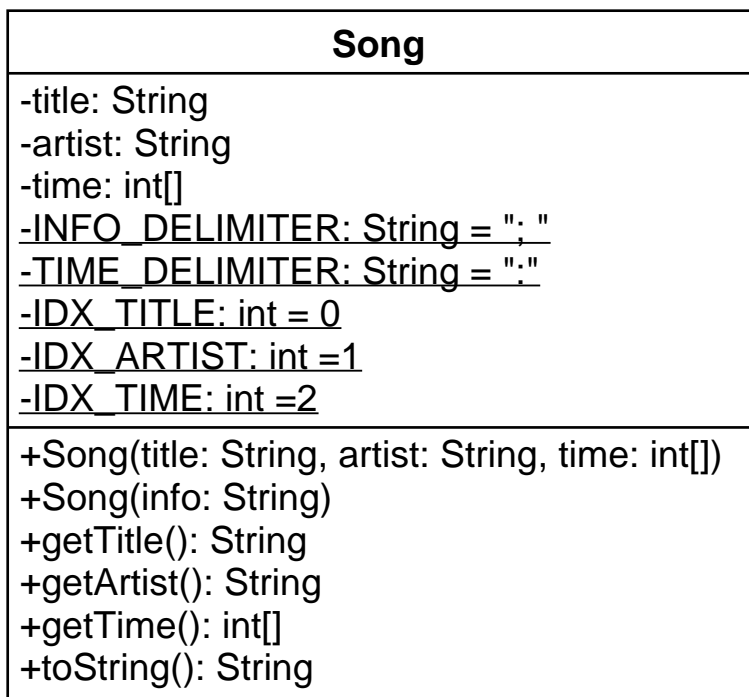 Song
-title: String
-artist: String
-time: int[]
-INFO_DELIMITER: String = "; "
-TIME_DELIMITER: String = ":"
-IDX_TITLE: int = 0
-IDX_ARTIST: int =1
-IDX_TIME: int =2
+Song(title: String, artist: String, time: int[])
+Song(info: String)
+getTitle(): String
+getArtist(): String
+getTime(): int[]
+toString(): String